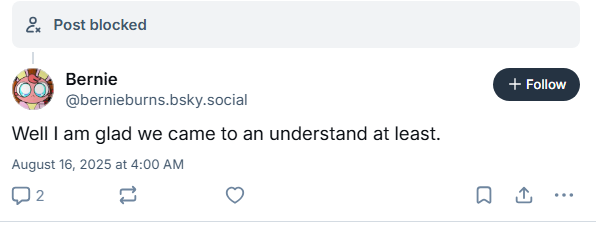 Post blocked
Bernie
+ Follow
@bernieburns.bsky.social
Well I am glad we came to an understand at least.
August 16, 2025 at 4:00 AM
2